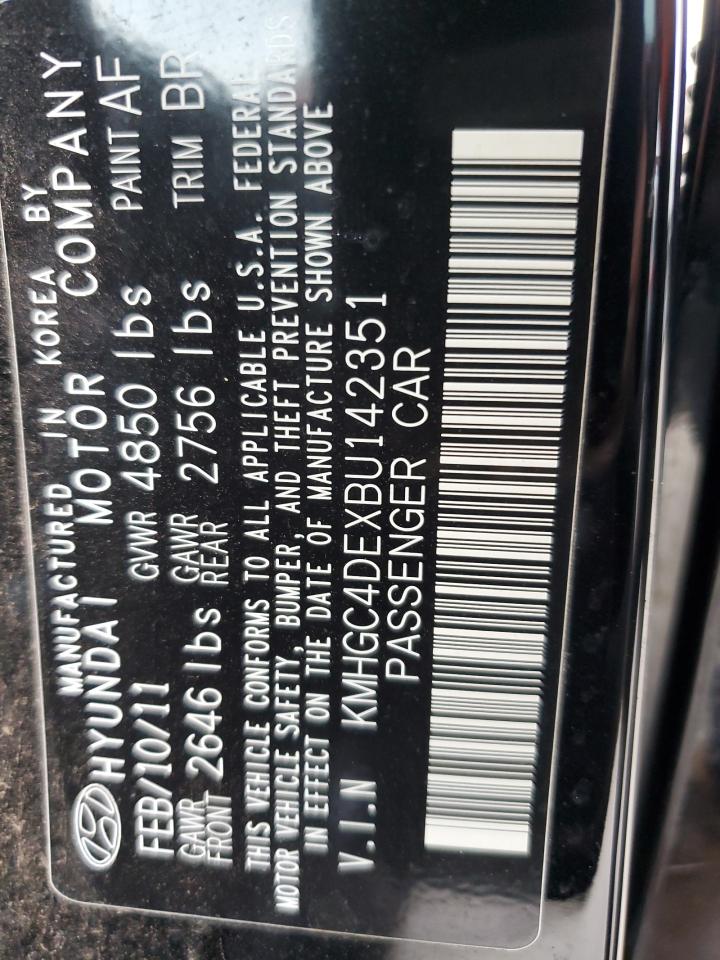 MANUFACTURED IN KOREA BY
HYUNDAI MOTOR COMPANY
FEB/10/11 GVWR 4850 lbs PAINT AF
GAWR FRONT 2646 lbs GAWR REAR 2756 lbs TRIM BR
THIS VEHICLE CONFORMS TO ALL APPLICABLE U.S.A. FEDERAL
MOTOR VEHICLE SAFETY, BUMPER, AND THEFT PREVENTION STANDARDS
IN EFFECT ON THE DATE OF MANUFACTURE SHOWN ABOVE
V.I.N KMHGC4DEXBU142351
PASSENGER CAR